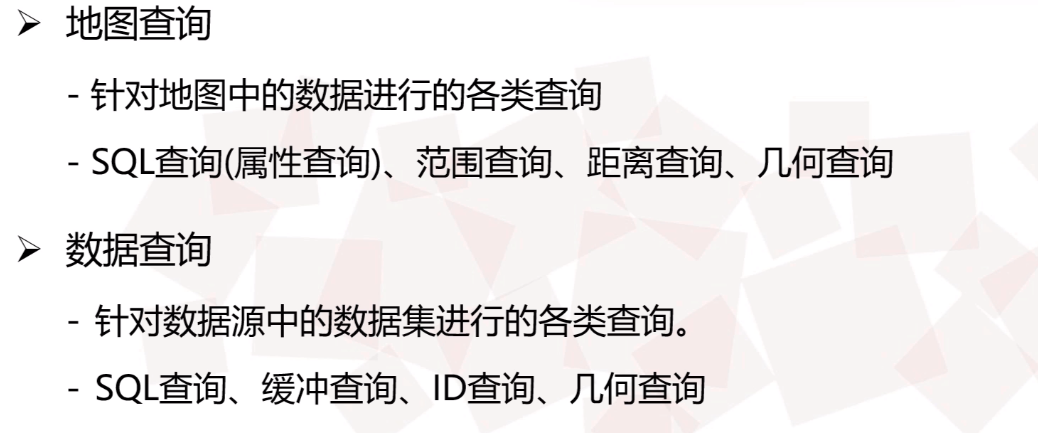 ➢ 地图查询
- 针对地图中的数据进行的各类查询
- SQL查询(属性查询)、范围查询、距离查询、几何查询
➢ 数据查询
- 针对数据源中的数据集进行的各类查询。
- SQL查询、缓冲查询、ID查询、几何查询